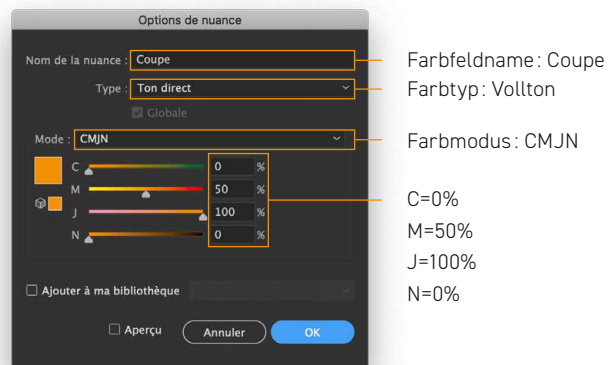 Options de nuance
Nom de la nuance : Coupe
Type : Ton direct
Globale
Mode : CMJN
C 0 %
M 50 %
J 100 %
N 0 %
Ajouter à ma bibliothèque
Aperçu Annuler OK
Farbfeldname : Coupe
Farbtyp : Vollton
Farbmodus : CMJN
C=0%
M=50%
J=100%
N=0%